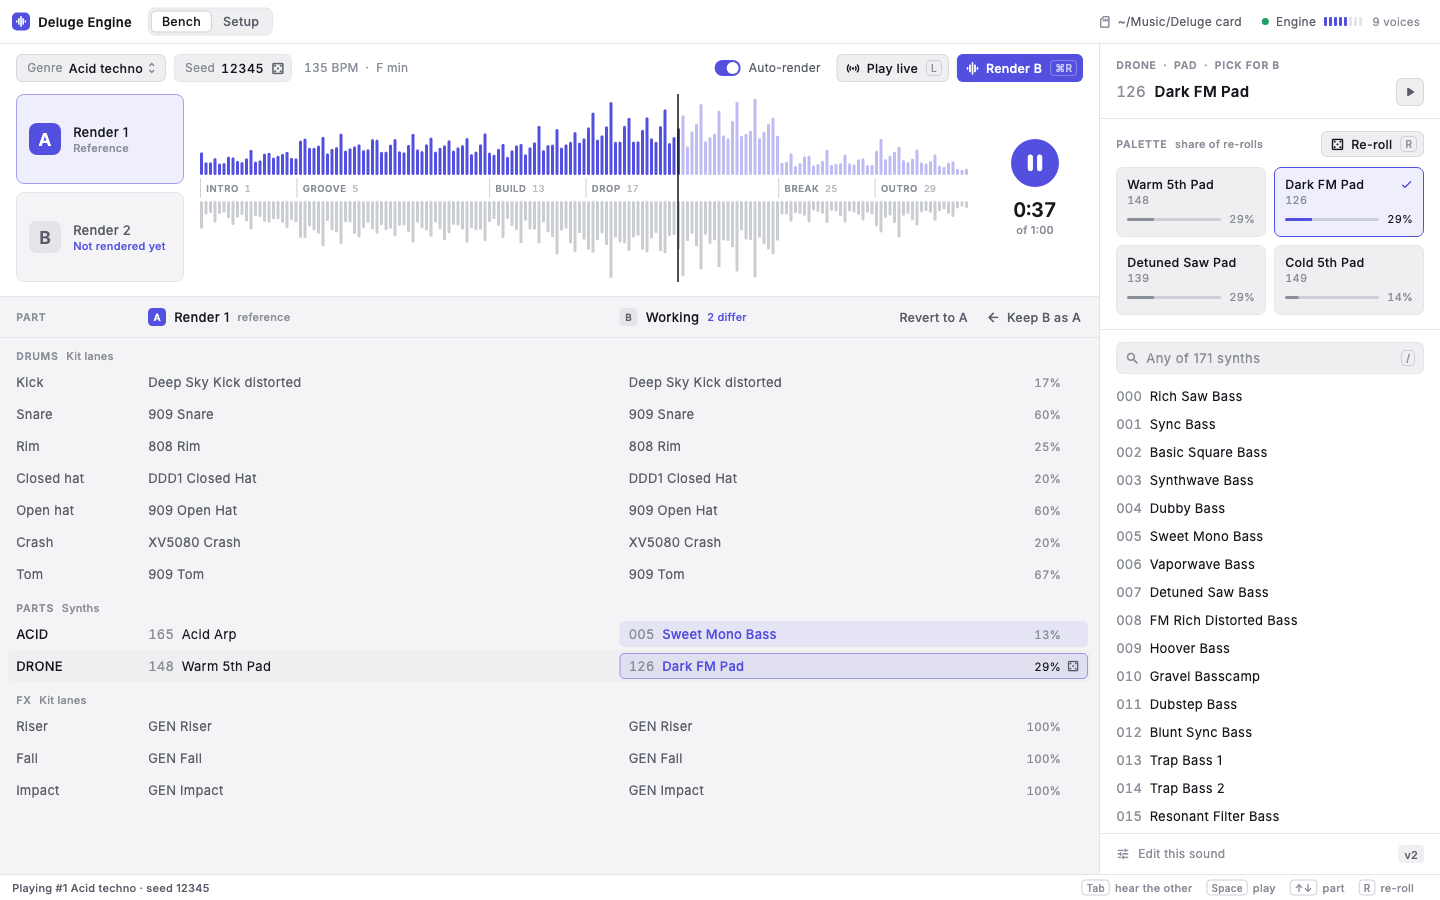 Deluge Engine Bench Setup ~/Music/Deluge card Engine 9 voices
Genre Acid techno Seed 12345 135 BPM · F min Auto-render Play live L Render B ⌘R
A Render 1
Reference
INTRO 1 GROOVE 5 BUILD 13 DROP 17 BREAK 25 OUTRO 29
B Render 2
Not rendered yet
0:37
of 1:00
PART A Render 1 reference B Working 2 differ Revert to A ← Keep B as A
DRUMS Kit lanes
Kick Deep Sky Kick distorted Deep Sky Kick distorted 17%
Snare 909 Snare 909 Snare 60%
Rim 808 Rim 808 Rim 25%
Closed hat DDD1 Closed Hat DDD1 Closed Hat 20%
Open hat 909 Open Hat 909 Open Hat 60%
Crash XV5080 Crash XV5080 Crash 20%
Tom 909 Tom 909 Tom 67%
PARTS Synths
ACID 165 Acid Arp 005 Sweet Mono Bass 13%
DRONE 148 Warm 5th Pad 126 Dark FM Pad 29%
FX Kit lanes
Riser GEN Riser GEN Riser 100%
Fall GEN Fall GEN Fall 100%
Impact GEN Impact GEN Impact 100%
DRONE · PAD · PICK FOR B
126 Dark FM Pad
PALETTE share of re-rolls Re-roll R
Warm 5th Pad
148
29%
Dark FM Pad
126
29%
Detuned Saw Pad
139
29%
Cold 5th Pad
149
14%
Any of 171 synths /
000 Rich Saw Bass
001 Sync Bass
002 Basic Square Bass
003 Synthwave Bass
004 Dubby Bass
005 Sweet Mono Bass
006 Vaporwave Bass
007 Detuned Saw Bass
008 FM Rich Distorted Bass
009 Hoover Bass
010 Gravel Basscamp
011 Dubstep Bass
012 Blunt Sync Bass
013 Trap Bass 1
014 Trap Bass 2
015 Resonant Filter Bass
Edit this sound v2
Playing #1 Acid techno · seed 12345 Tab hear the other Space play ↑↓ part R re-roll